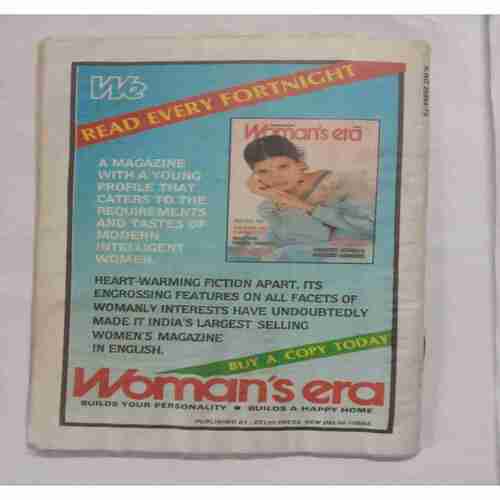 We
READ EVERY FORTNIGHT
Woman's era
A MAGAZINE
WITH A YOUNG
PROFILE THAT
CATERS TO THE
REQUIREMENTS
AND TASTES OF
MODERN
INTELLIGENT
WOMEN.
HEART-WARMING FICTION APART, ITS
ENGROSSING FEATURES ON ALL FACETS OF
WOMANLY INTERESTS HAVE UNDOUBTEDLY
MADE IT INDIA'S LARGEST SELLING
WOMEN'S MAGAZINE
IN ENGLISH.
BUY A COPY TODAY
Woman's era
BUILDS YOUR PERSONALITY ● BUILDS A HAPPY HOME
PUBLISHED BY: DELHI PRESS, NEW DELHI